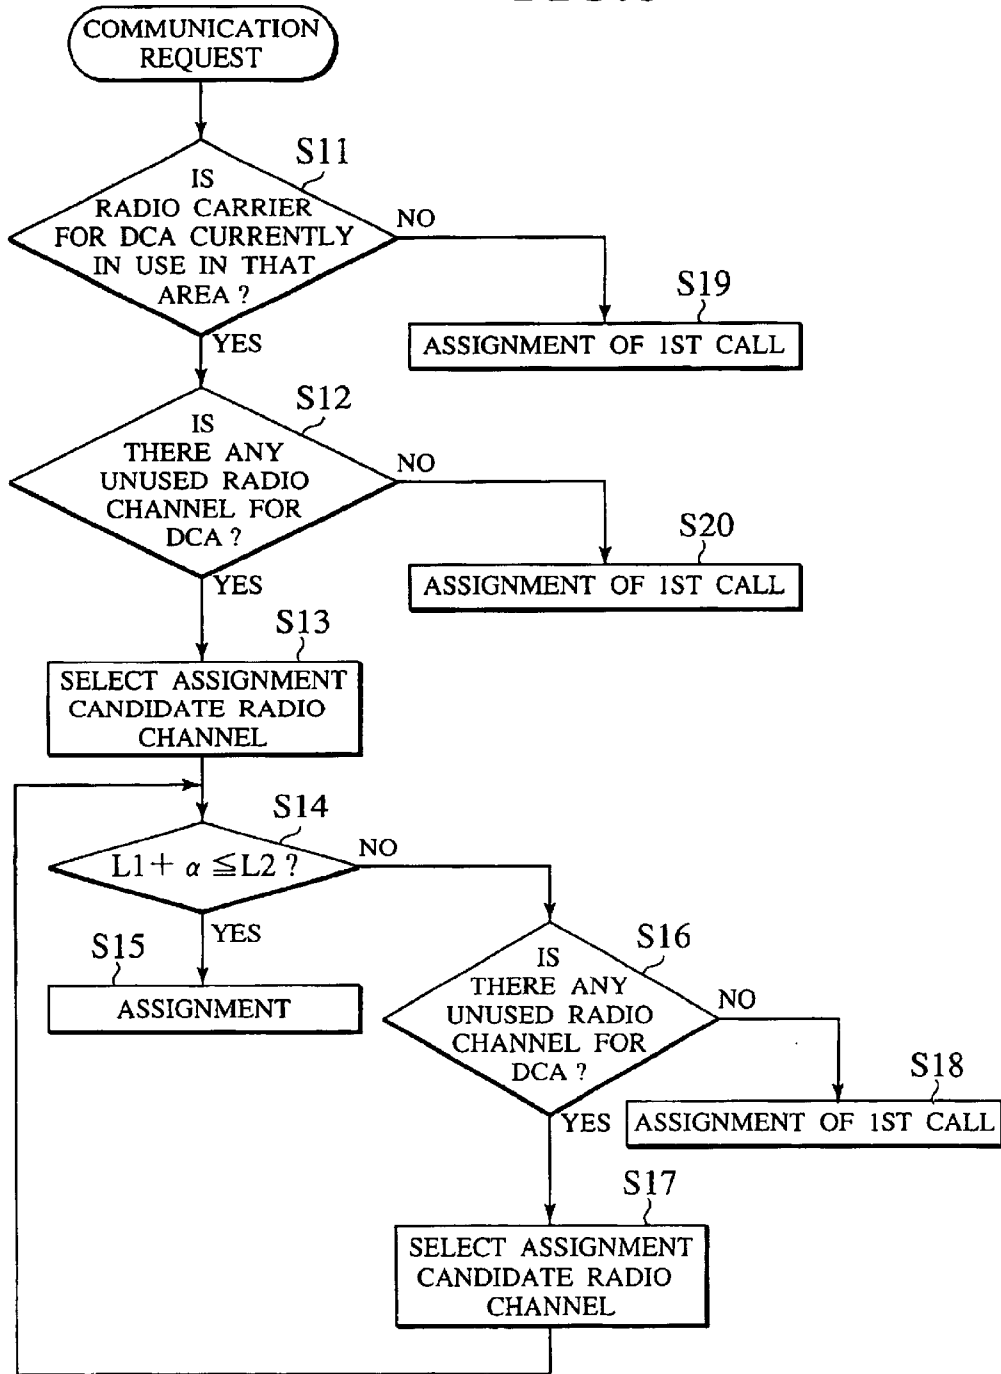 COMMUNICATION
REQUEST
S11
IS
RADIO CARRIER
FOR DCA CURRENTLY
IN USE IN THAT
AREA ?
NO
YES
S19
ASSIGNMENT OF 1ST CALL
S12
IS
THERE ANY
UNUSED RADIO
CHANNEL FOR
DCA ?
NO
YES
S20
ASSIGNMENT OF 1ST CALL
S13
SELECT ASSIGNMENT
CANDIDATE RADIO
CHANNEL
S14
L1+ α ≦L2 ?
NO
YES
S15
ASSIGNMENT
S16
IS
THERE ANY
UNUSED RADIO
CHANNEL FOR
DCA ?
NO
YES
S18
ASSIGNMENT OF 1ST CALL
S17
SELECT ASSIGNMENT
CANDIDATE RADIO
CHANNEL